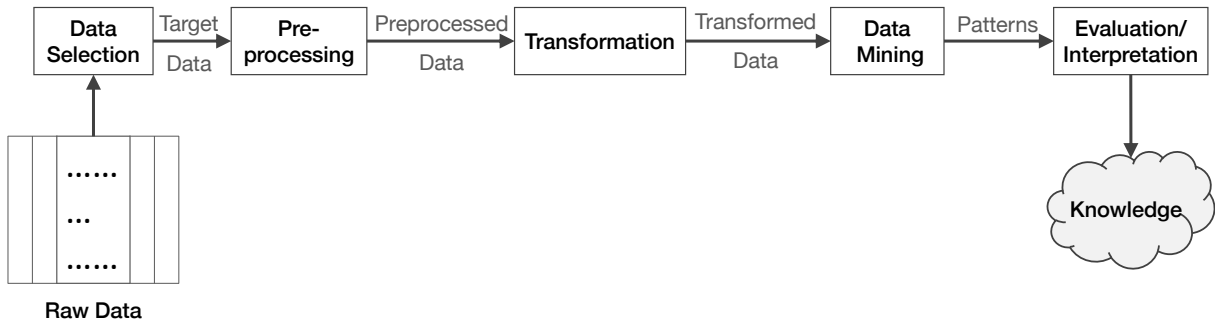 Data
Selection
Target
Data
Pre-
processing
Preprocessed
Data
Transformation
Transformed
Data
Data
Mining
Patterns
Evaluation/
Interpretation
......
...
......
Raw Data
Knowledge